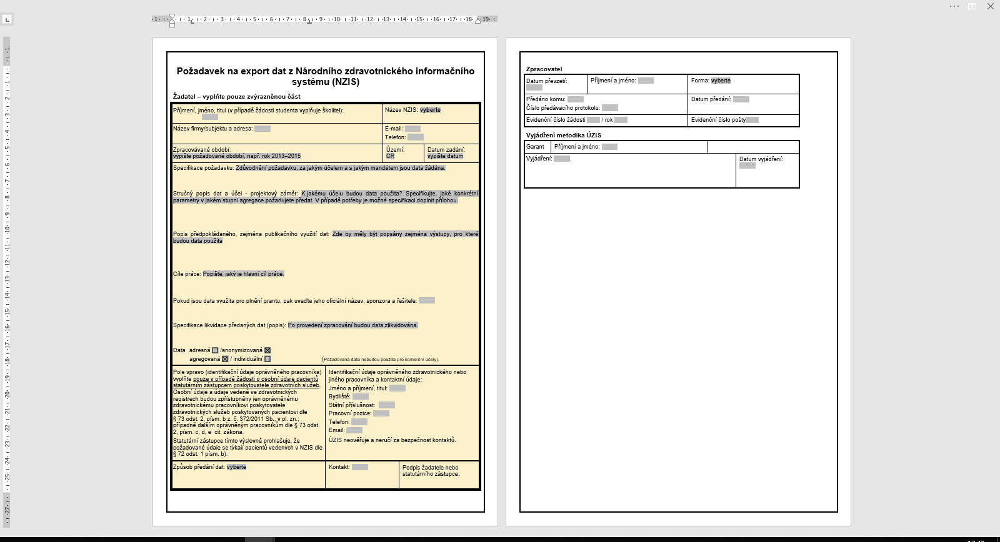 Požadavek na export dat z Národního zdravotnického informačního
systému (NZIS)
Žadatel – vyplňte pouze zvýrazněnou část
Příjmení, jméno, titul (v případě žádosti studenta vyplňuje školitel):
Název NZIS: vyberte
Název firmy/subjektu a adresa:
E-mail:
Telefon:
Zpracovávané období:
vypište požadované období, např. rok 2013–2015
Území:
ČR
Datum zadání:
vypište datum
Specifikace požadavku: Zdůvodnění požadavku, za jakým účelem a s jakým mandátem jsou data žádána.
Stručný popis dat a účel - projektový záměr: K jakému účelu budou data použita? Specifikujte, jaké konkrétní
parametry v jakém stupni agregace požadujete předat. V případě potřeby je možné specifikaci doplnit přílohou.
Popis předpokládaného, zejména publikačního využití dat: Zde by měly být popsány zejména výstupy, pro které
budou data použita
Cíle práce: Popište, jaký je hlavní cíl práce.
Pokud jsou data využita pro plnění grantu, pak uveďte jeho oficiální název, sponzora a řešitele:
Specifikace likvidace předaných dat (popis): Po provedení zpracování budou data zlikvidována.
Data adresná /anonymizovaná
agregovaná / individuální (Požadovaná data nebudou použita pro komerční účely).
Pole vpravo (identifikační údaje oprávněného pracovníka)
vyplňte pouze v případě žádosti o osobní údaje pacientů
statutárním zástupcem poskytovatele zdravotních služeb.
Osobní údaje a údaje vedené ve zdravotnických
registrech budou zpřístupněny jen oprávněnému
zdravotnickému pracovníkovi poskytovatele
zdravotnických služeb poskytovaných pacientovi dle
§ 73 odst. 2, písm. b z. č. 372/2011 Sb., v pl. zn.;
případně dalším oprávněným pracovníkům dle § 73 odst.
2, písm. c, d, e cit. zákona.
Statutární zástupce tímto výslovně prohlašuje, že
požadované údaje se týkají pacientů vedených v NZIS dle
§ 72 odst. 1 písm. b).
Identifikační údaje oprávněného zdravotnického nebo
jiného pracovníka a kontaktní údaje:
Jméno a příjmení, titul:
Bydliště:
Státní příslušnost:
Pracovní pozice:
Telefon:
Email:
ÚZIS neověřuje a neručí za bezpečnost kontaktů.
Způsob předání dat: vyberte
Kontakt:
Podpis žadatele nebo
statutárního zástupce:
Zpracovatel
Datum převzetí:
Příjmení a jméno:
Forma: vyberte
Předáno komu:
Číslo předávacího protokolu:
Datum předání:
Evidenční číslo žádosti / rok
Evidenční číslo pošty
Vyjádření metodika ÚZIS
Garant
Příjmení a jméno:
Vyjádření: .
Datum vyjádření: